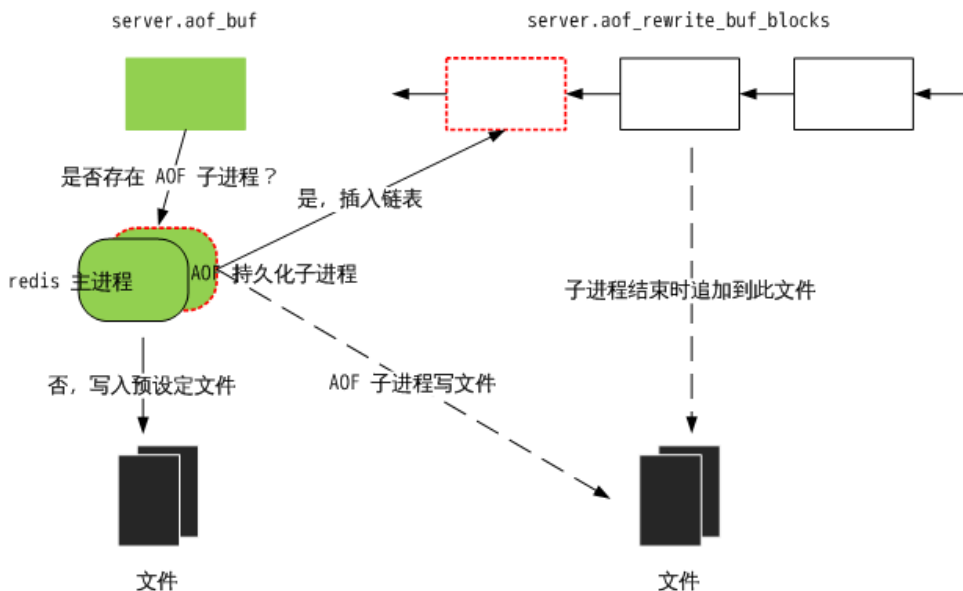 server.aof_buf
server.aof_rewrite_buf_blocks
是否存在 AOF 子进程？
是，插入链表
redis 主进程
AOF 持久化子进程
子进程结束时追加到此文件
否，写入预设定文件
AOF 子进程写文件
文件
文件